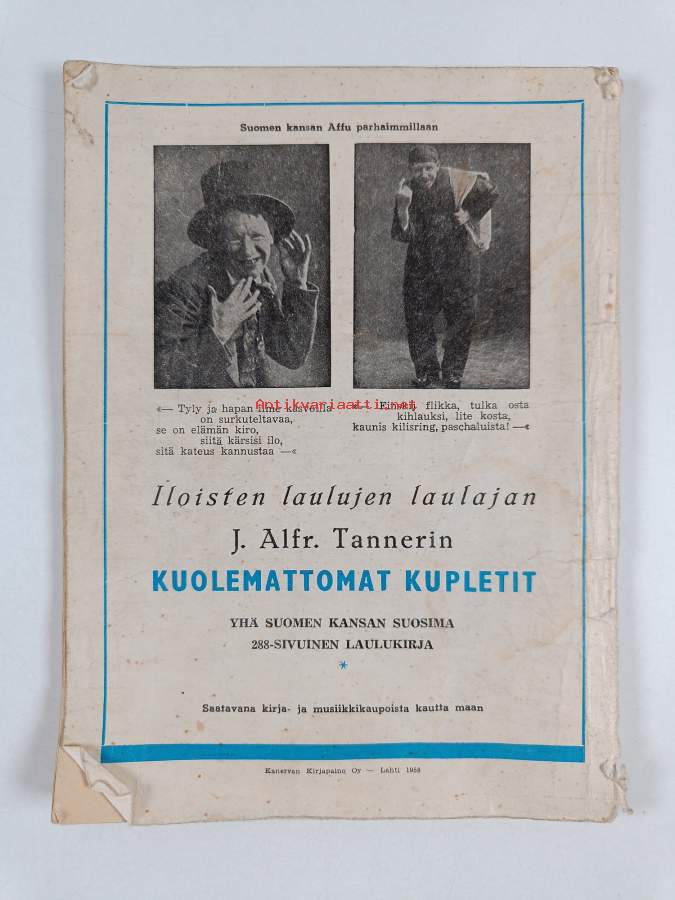 Suomen kansan Affu parhaimmillaan
«— Tyly ja hapan ilme kasvoilla
on surkuteltavaa,
se on elämän kiro,
siitä kärsisi ilo,
sitä kateus kannustaa —«
flikka, tulka osta
kihlauksi, lite kosta,
kaunis kilisring, paschaluista! —«
Antikvariaatti.net
Iloisten laulujen laulajan
J. Alfr. Tannerin
KUOLEMATTOMAT KUPLETIT
YHÄ SUOMEN KANSAN SUOSIMA
288-SIVUINEN LAULUKIRJA
*
Saatavana kirja- ja musiikkikaupoista kautta maan
Kanervan Kirjapaino Oy — Lahti 1958